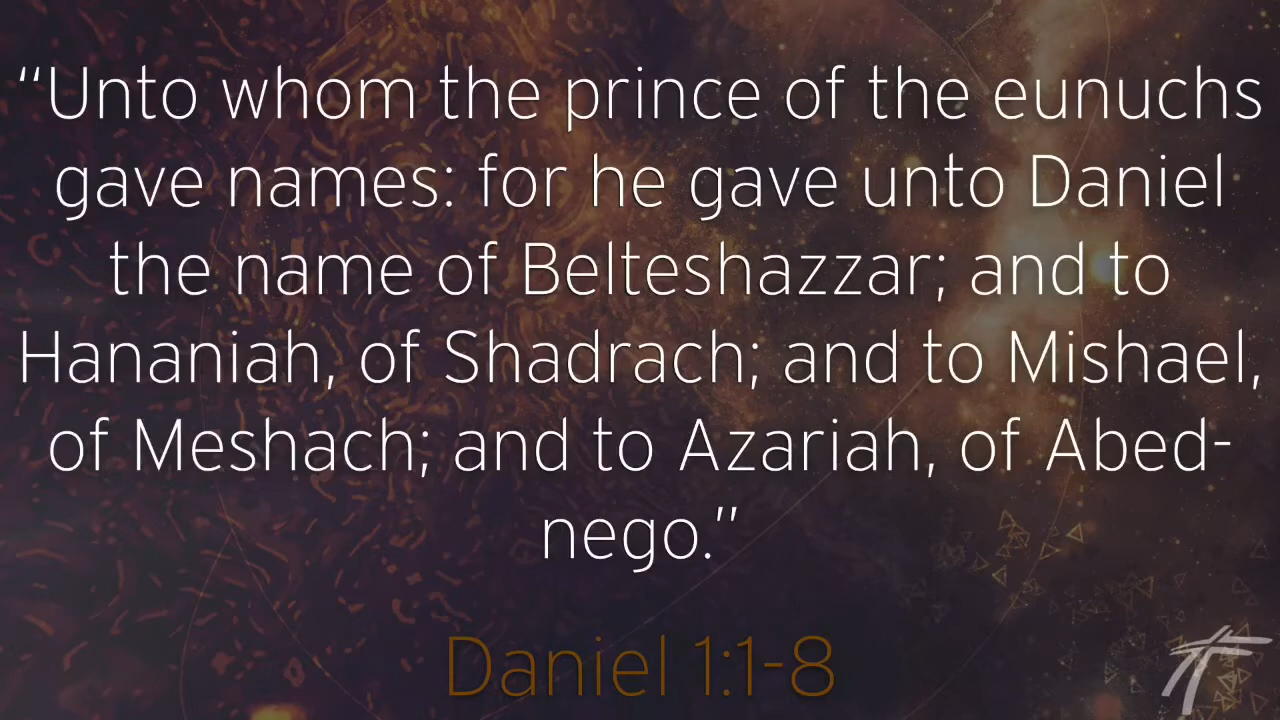 “Unto whom the prince of the eunuchs
gave names: for he gave unto Daniel
the name of Belteshazzar; and to
Hananiah, of Shadrach; and to Mishael,
of Meshach; and to Azariah, of Abed-
nego.”
Daniel 1:1-8